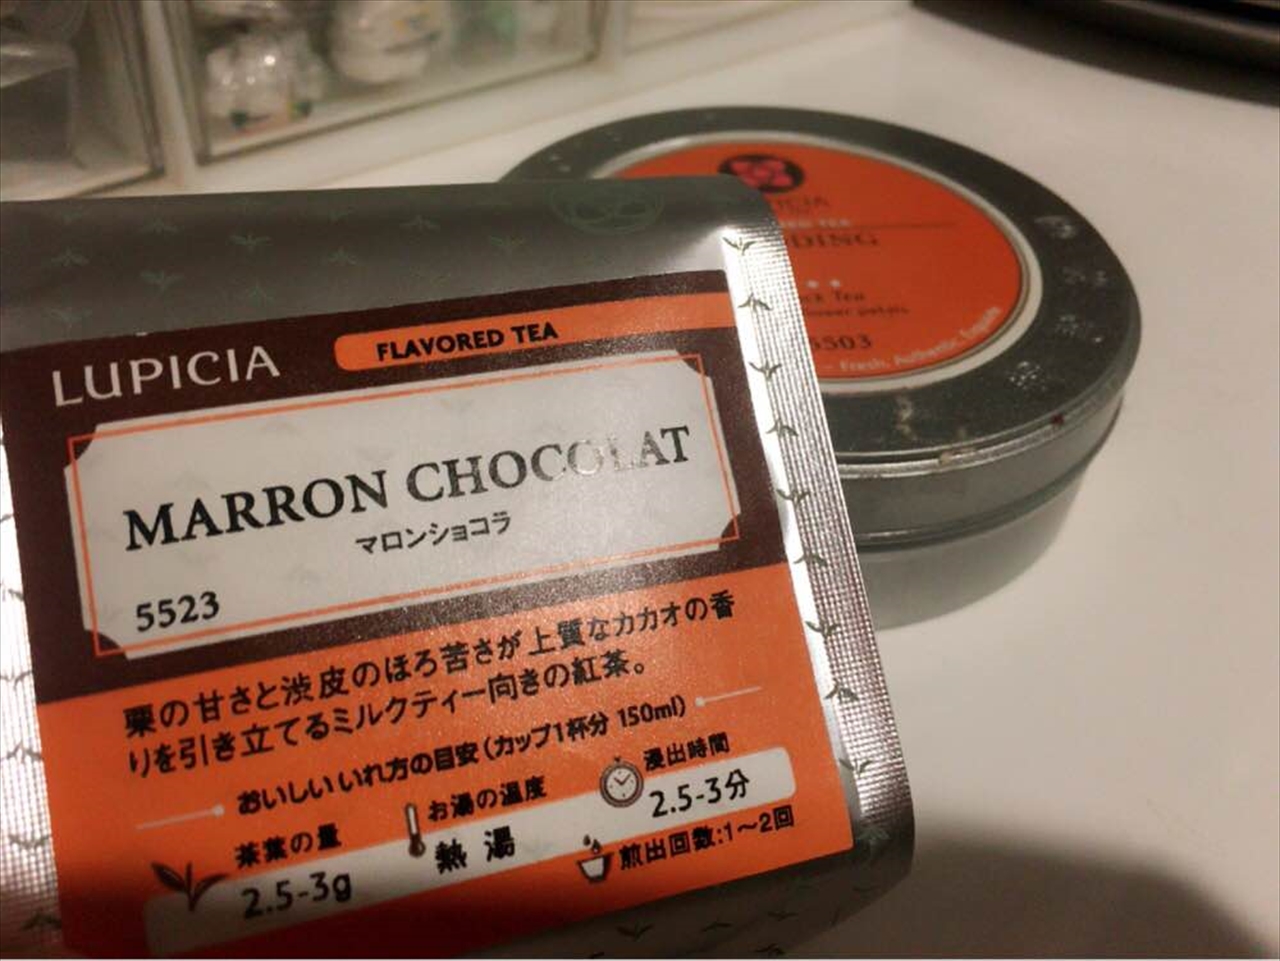 LUPICIA
FLAVORED TEA
MARRON CHOCOLAT
マロンショコラ
5523
栗の甘さと渋皮のほろ苦さが上質なカカオの香
りを引き立てるミルクティー向きの紅茶。
おいしいいれ方の目安（カップ1杯分 150ml）
茶葉の量
2.5-3g
お湯の温度
熱湯
浸出時間
2.5-3分
煎出回数:1〜2回
Tea
petals
5503
Fresh, Authentic, Exquisite